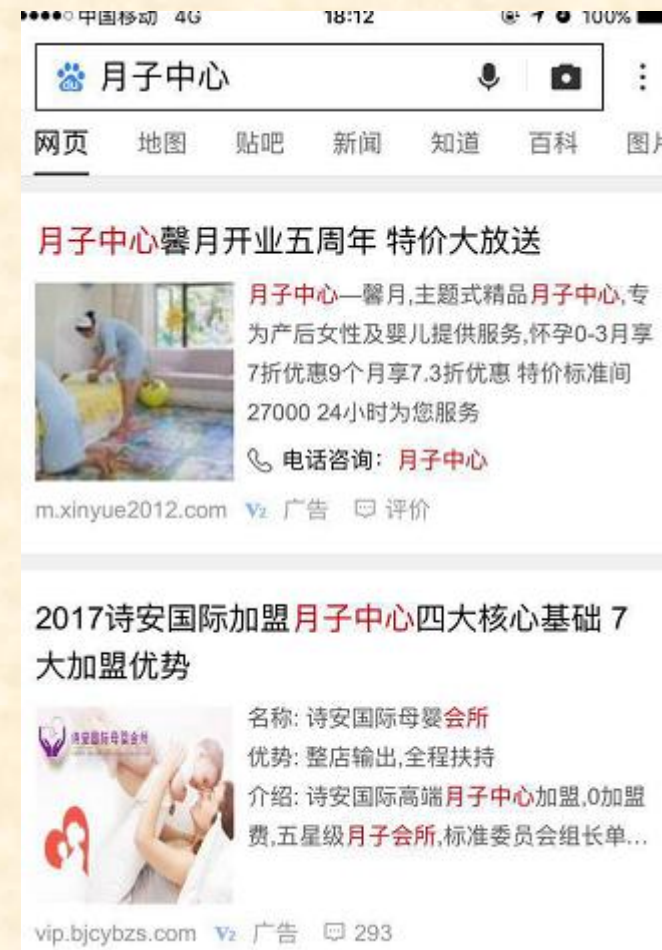 中国移动 4G 18:12 100%
月子中心
网页 地图 贴吧 新闻 知道 百科 图片
月子中心馨月开业五周年 特价大放送
月子中心—馨月,主题式精品月子中心,专
为产后女性及婴儿提供服务,怀孕0-3月享
7折优惠9个月享7.3折优惠 特价标准间
27000 24小时为您服务
电话咨询：月子中心
m.xinyue2012.com V2 广告 评价
2017诗安国际加盟月子中心四大核心基础 7
大加盟优势
诗安国际母婴会所
名称: 诗安国际母婴会所
优势: 整店输出,全程扶持
介绍: 诗安国际高端月子中心加盟,0加盟
费,五星级月子会所,标准委员会组长单...
vip.bjcybzs.com V2 广告 293